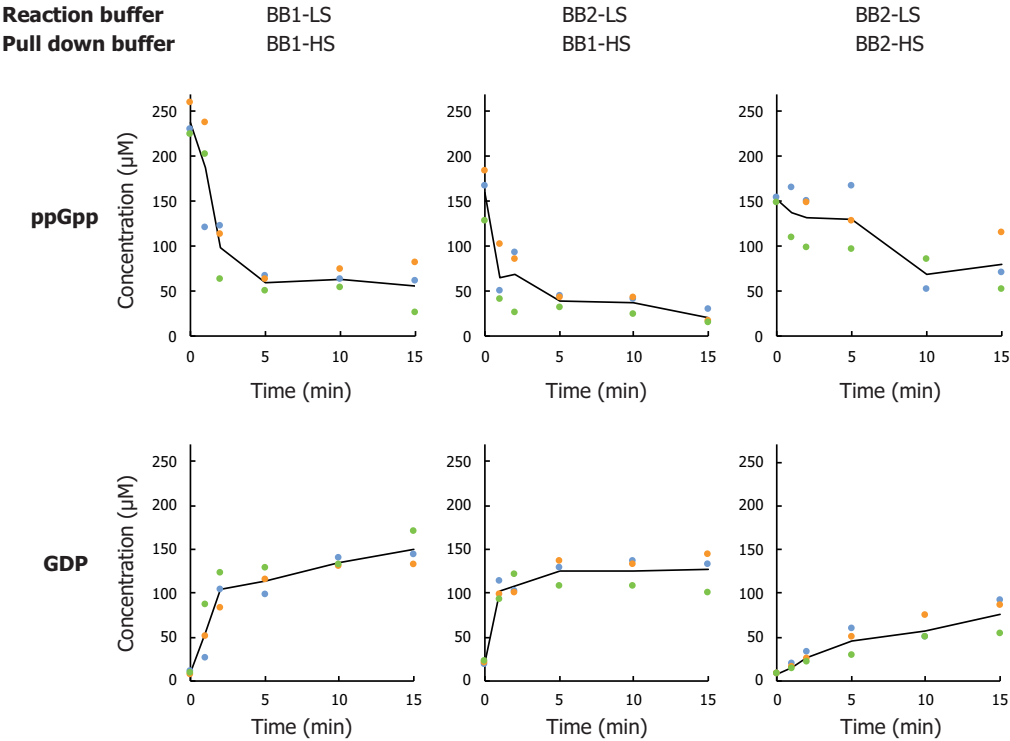 Reaction buffer BB1-LS BB2-LS BB2-LS
Pull down buffer BB1-HS BB1-HS BB2-HS
ppGpp
Concentration (µM)
250
200
150
100
50
0
0 5 10 15
Time (min)
250
200
150
100
50
0
0 5 10 15
Time (min)
250
200
150
100
50
0
0 5 10 15
Time (min)
GDP
Concentration (µM)
250
200
150
100
50
0
0 5 10 15
Time (min)
250
200
150
100
50
0
0 5 10 15
Time (min)
250
200
150
100
50
0
0 5 10 15
Time (min)